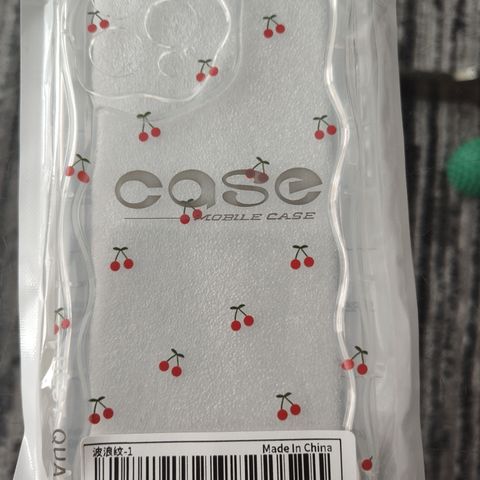 case
MOBILE CASE
QUA
波浪纹-1
Made In China